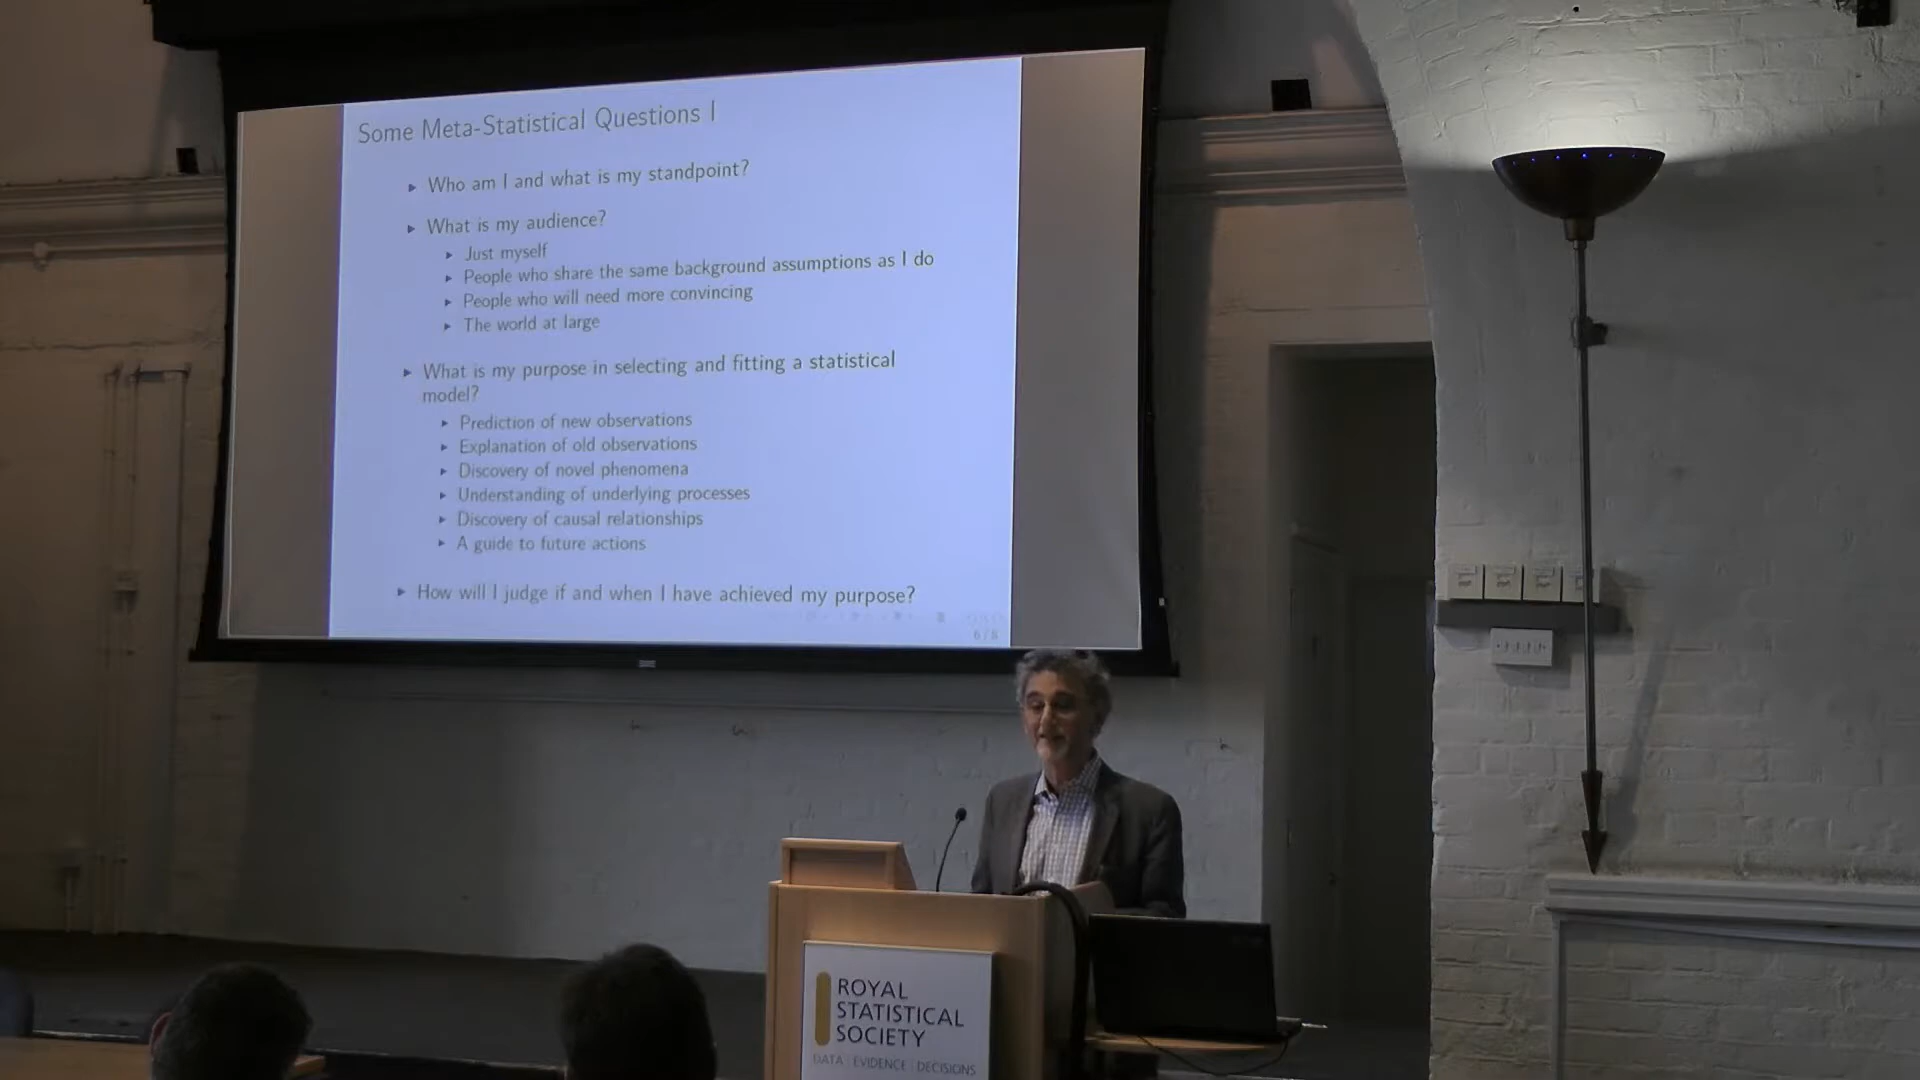 Some Meta-Statistical Questions I
Who am I and what is my standpoint?
What is my audience?
Just myself
People who share the same background assumptions as I do
People who will need more convincing
The world at large
What is my purpose in selecting and fitting a statistical
model?
Prediction of new observations
Explanation of old observations
Discovery of novel phenomena
Understanding of underlying processes
Discovery of causal relationships
A guide to future actions
How will I judge if and when I have achieved my purpose?
6 / 8
ROYAL
STATISTICAL
SOCIETY
DATA | EVIDENCE | DECISIONS